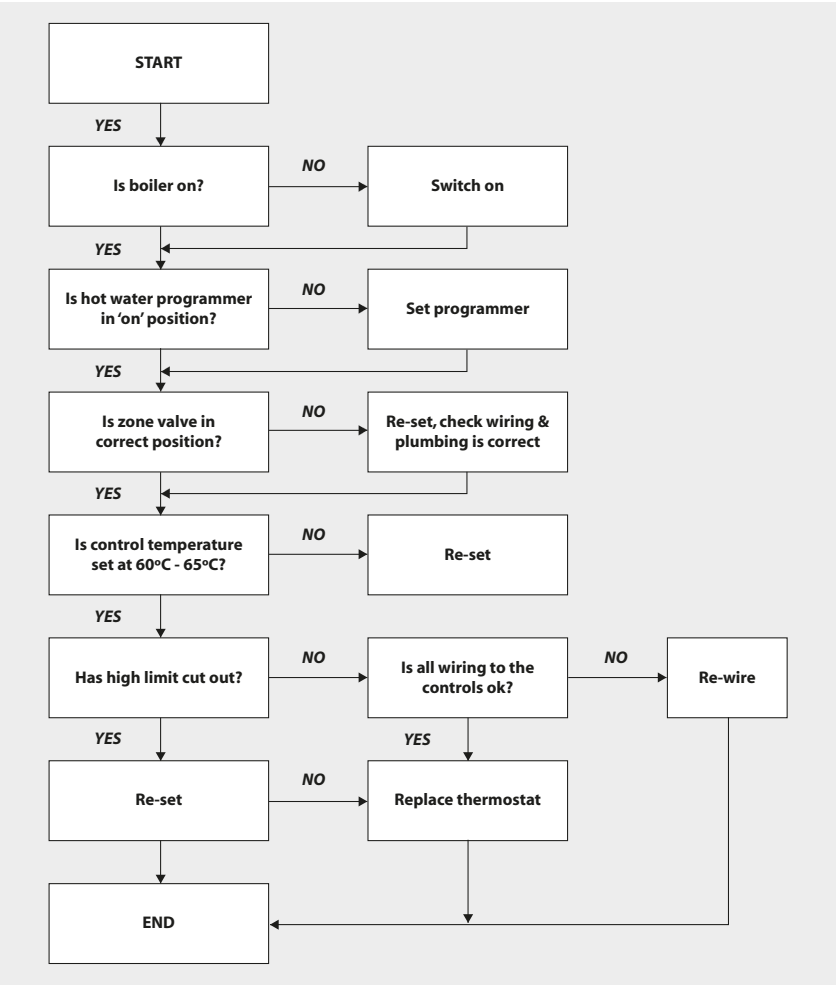 START
YES
Is boiler on?
NO
Switch on
YES
Is hot water programmer
in ‘on’ position?
NO
Set programmer
YES
Is zone valve in
correct position?
NO
Re-set, check wiring &
plumbing is correct
YES
Is control temperature
set at 60ºC - 65ºC?
NO
Re-set
YES
Has high limit cut out?
NO
Is all wiring to the
controls ok?
NO
Re-wire
YES
YES
Re-set
NO
Replace thermostat
END